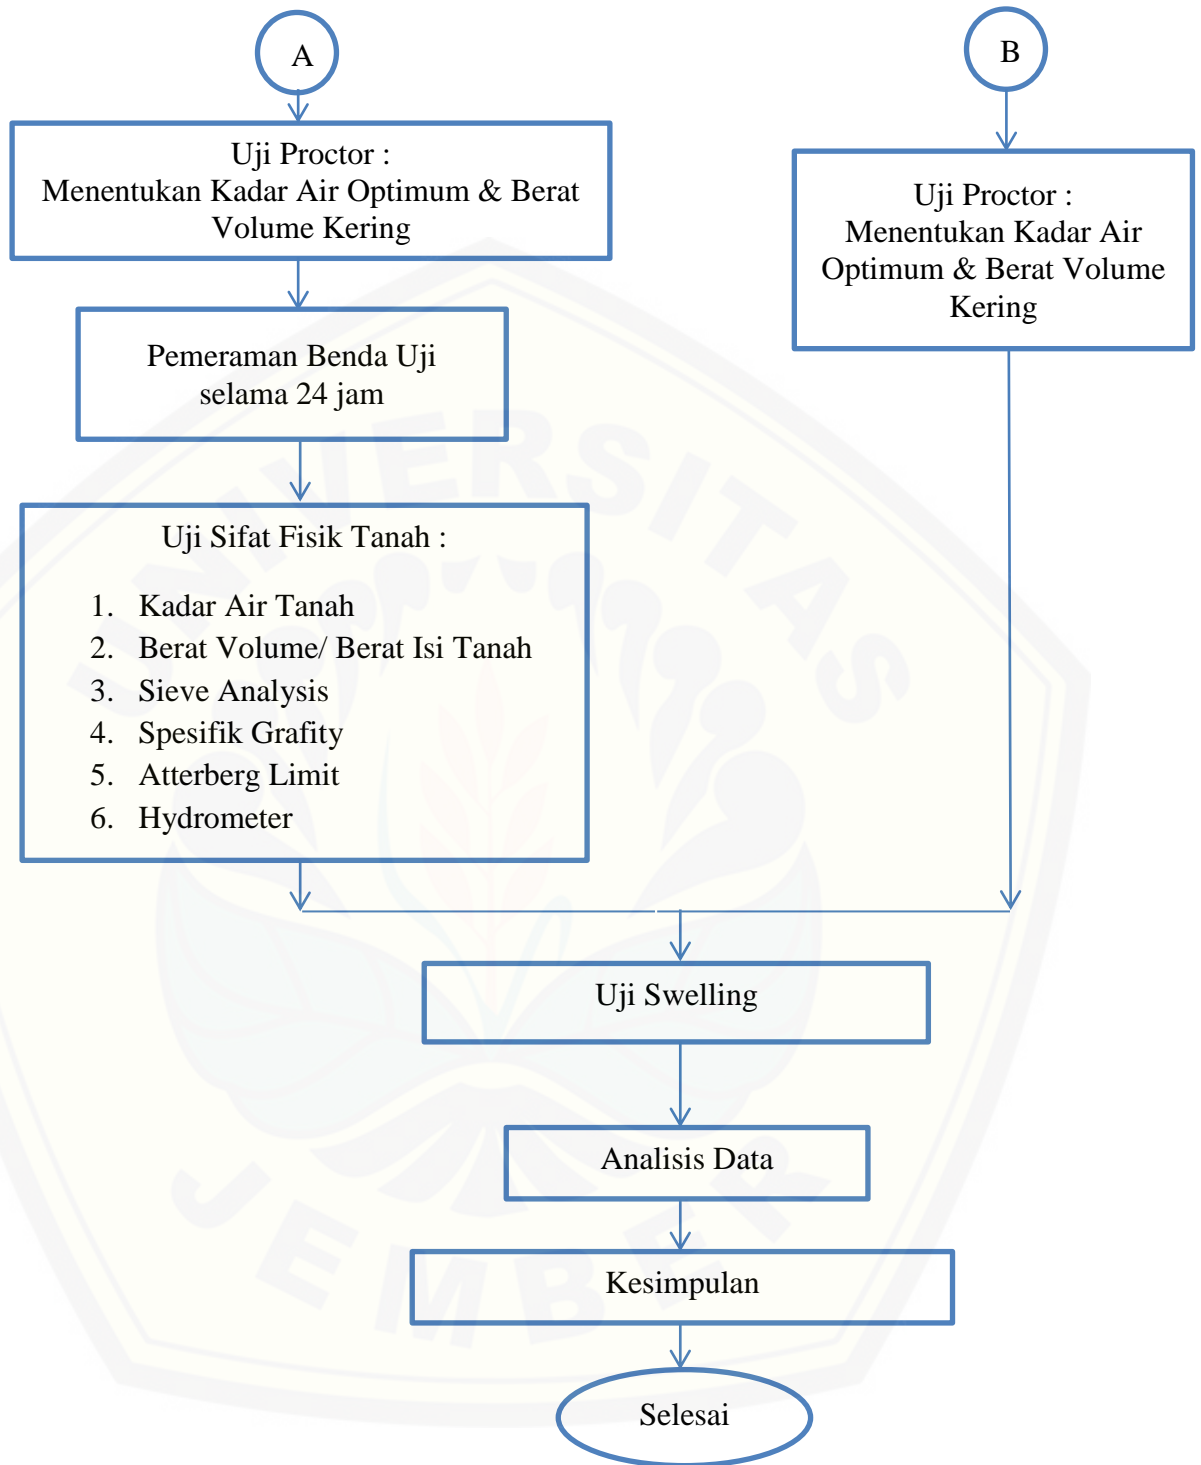 A
B
Uji Proctor :
Menentukan Kadar Air Optimum & Berat
Volume Kering
Uji Proctor :
Menentukan Kadar Air
Optimum & Berat Volume
Kering
Pemeraman Benda Uji
selama 24 jam
Uji Sifat Fisik Tanah :
1. Kadar Air Tanah
2. Berat Volume/ Berat Isi Tanah
3. Sieve Analysis
4. Spesifik Grafity
5. Atterberg Limit
6. Hydrometer
Uji Swelling
Analisis Data
Kesimpulan
Selesai
UNIVERSITAS
JEMBER